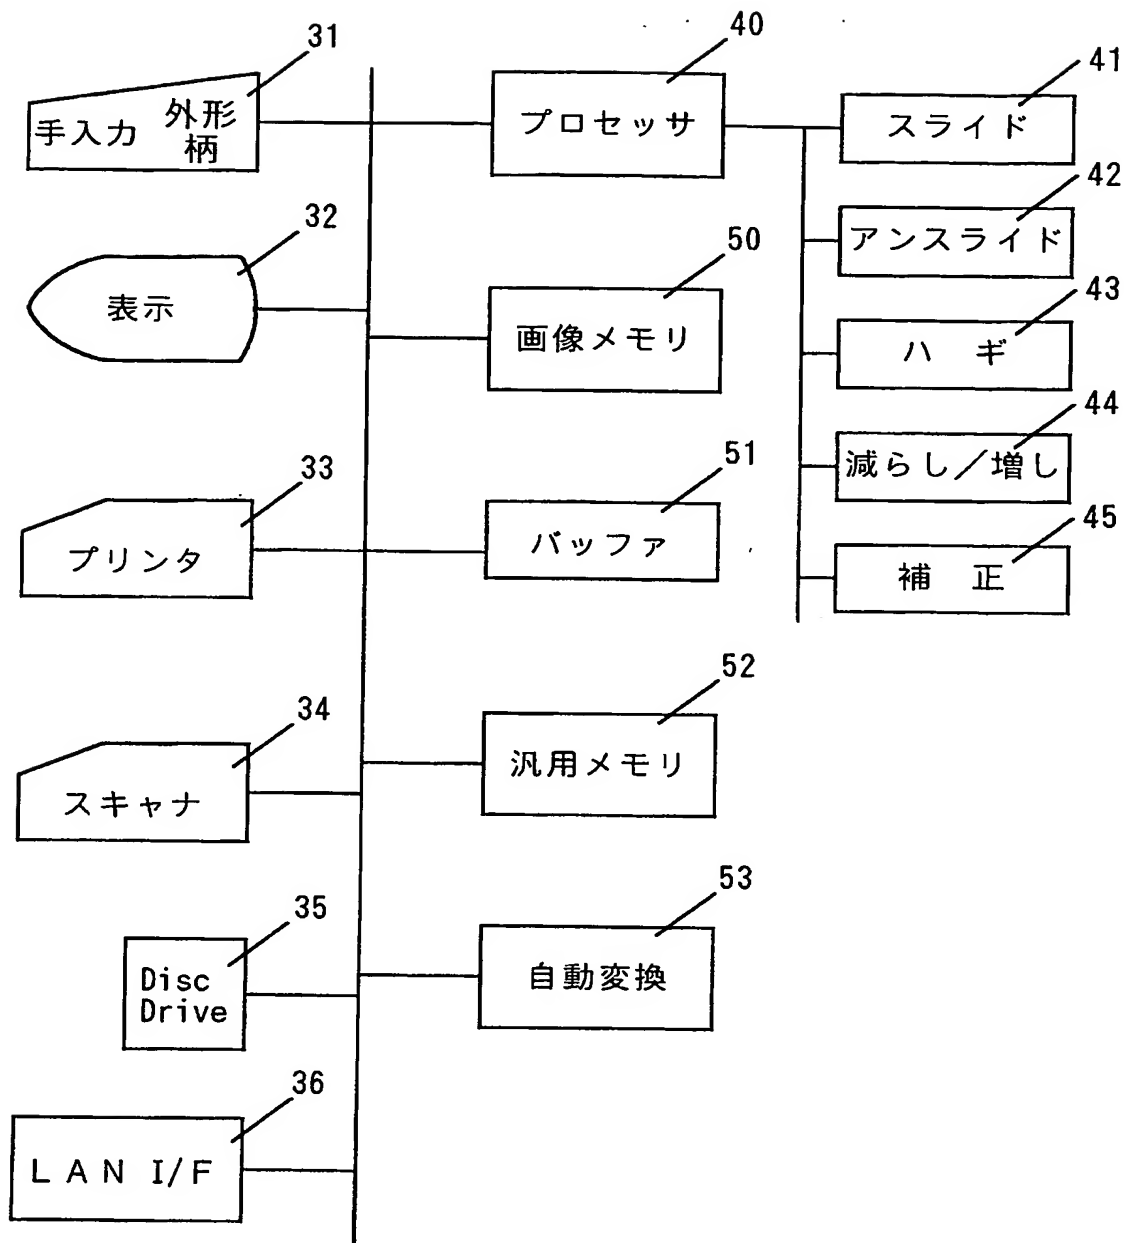 31
手入力 外形
柄
32
表示
33
プリンタ
34
スキャナ
35
Disc
Drive
36
LAN I/F
40
プロセッサ
50
画像メモリ
51
バッファ
52
汎用メモリ
53
自動変換
41
スライド
42
アンスライド
43
ハギ
44
減らし/増し
45
補正